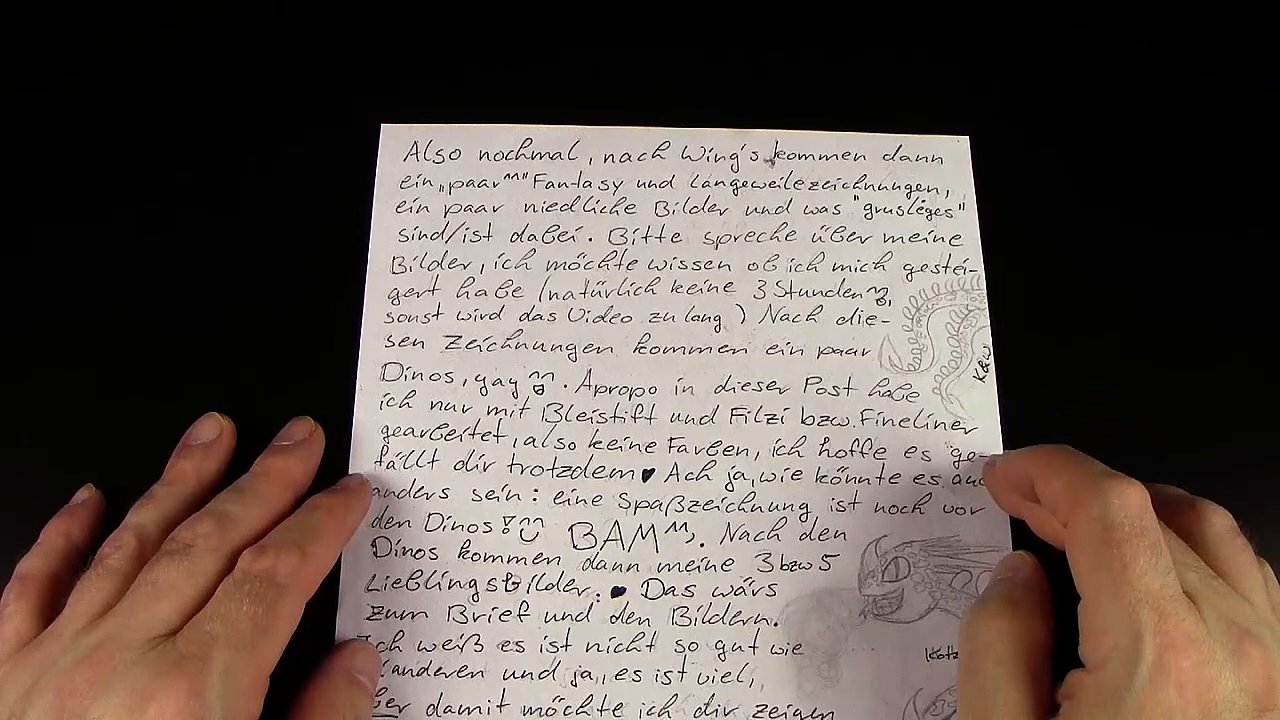 Also nochmal, nach Wing's kommen dann
ein „paar^^" Fantasy und Langeweilezeichnungen,
ein paar niedliche Bilder und was "grusleges"
sind/ist dabei. Bitte spreche über meine
Bilder, ich möchte wissen ob ich mich gestei-
gert habe (natürlich keine 3 Stunden^^,
sonst wird das Video zu lang) Nach die-
sen Zeichnungen kommen ein paar
K&W
Dinos, yay ^^. Apropo in dieser Post habe
ich nur mit Bleistift und Filzi bzw. Fineliner
gearbeitet, also keine Farben, ich hoffe es ge-
fällt dir trotzdem♥ Ach ja, wie könnte es
anders sein: eine Spaßzeichnung ist noch vor
den Dinos! BAM^^. Nach den
Dinos kommen dann meine 3 bzw 5
Lieblingsbilder. ♥ Das wärs
zum Brief und den Bildern.
Ich weiß es ist nicht so gut wie
anderen und ja, es ist viel,
damit möchte ich dir zeigen